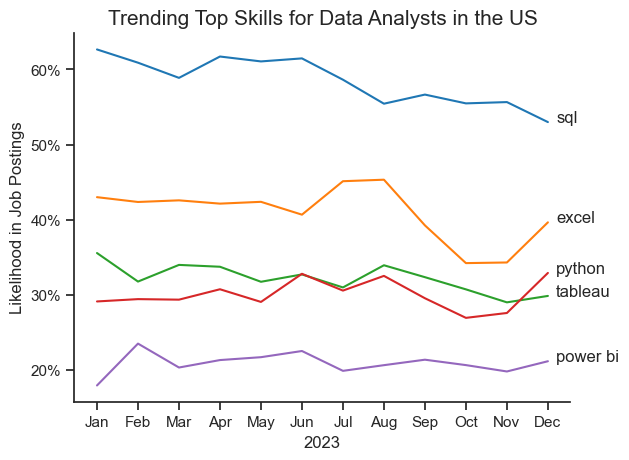 Trending Top Skills for Data Analysts in the US
Likelihood in Job Postings
60%
50%
40%
30%
20%
sql
excel
python
tableau
power bi
Jan Feb Mar Apr May Jun Jul Aug Sep Oct Nov Dec
2023